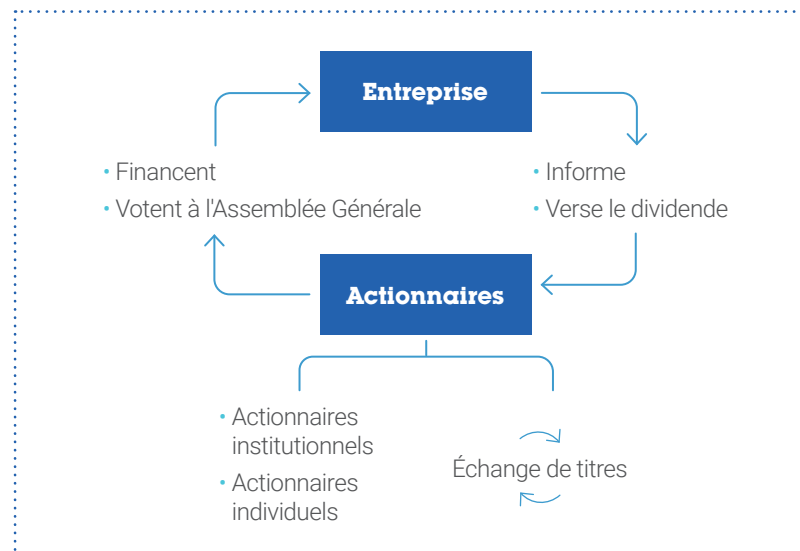 Entreprise
• Financent
• Votent à l'Assemblée Générale
• Informe
• Verse le dividende
Actionnaires
• Actionnaires
institutionnels
• Actionnaires
individuels
Échange de titres